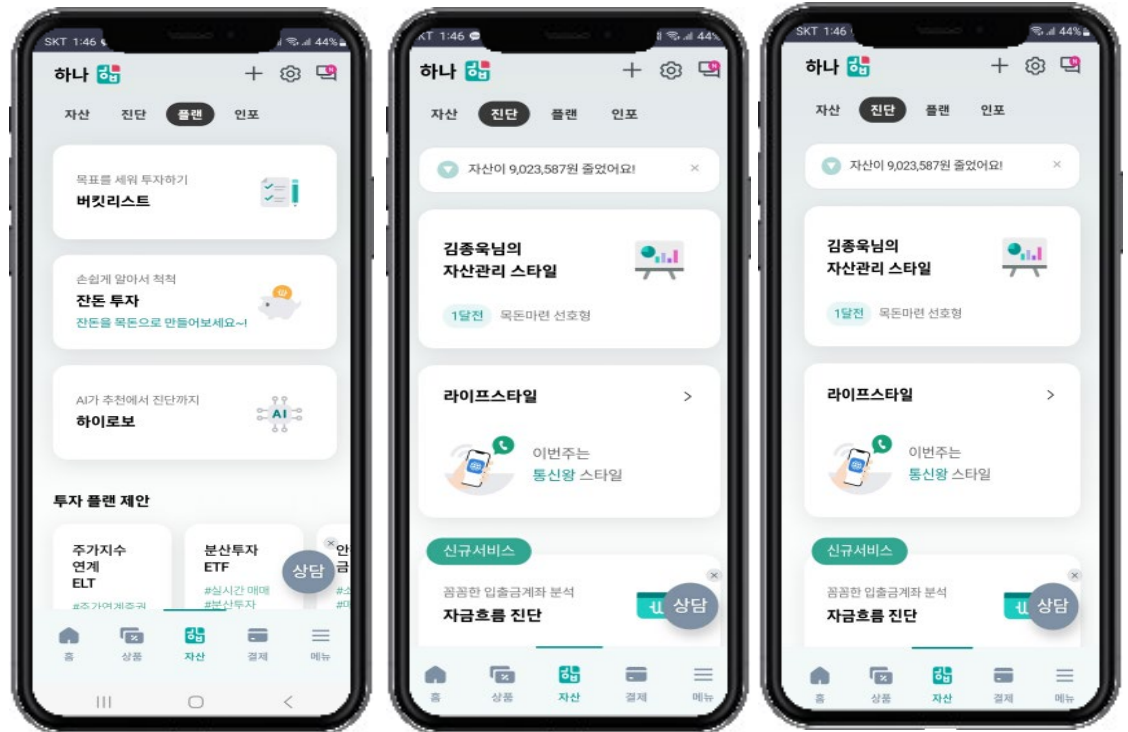 SKT 1:46
44%
하나 하나합
자산 진단 플랜 인포
목표를 세워 투자하기
버킷리스트
손쉽게 알아서 척척
잔돈 투자
잔돈을 목돈으로 만들어보세요~!
AI가 추천에서 진단까지
하이로보
AI
투자 플랜 제안
주가지수
연계
ELT
#주가연계증권
분산투자
ETF
#실시간 매매
#분산투자
상담
홈 상품 자산 결제 메뉴
KT 1:46
44%
하나 합
자산 진단 플랜 인포
자산이 9,023,587원 줄었어요!
김종욱님의
자산관리 스타일
1달전 목돈마련 선호형
라이프스타일
이번주는
통신왕 스타일
신규서비스
꼼꼼한 입출금계좌 분석
자금흐름 진단
상담
홈 상품 자산 결제 메뉴
SKT 1:46
44%
하나 합
자산 진단 플랜 인포
자산이 9,023,587원 줄었어요!
김종욱님의
자산관리 스타일
1달전 목돈마련 선호형
라이프스타일
이번주는
통신왕 스타일
신규서비스
꼼꼼한 입출금계좌 분석
자금흐름 진단
상담
홈 상품 자산 결제 메뉴